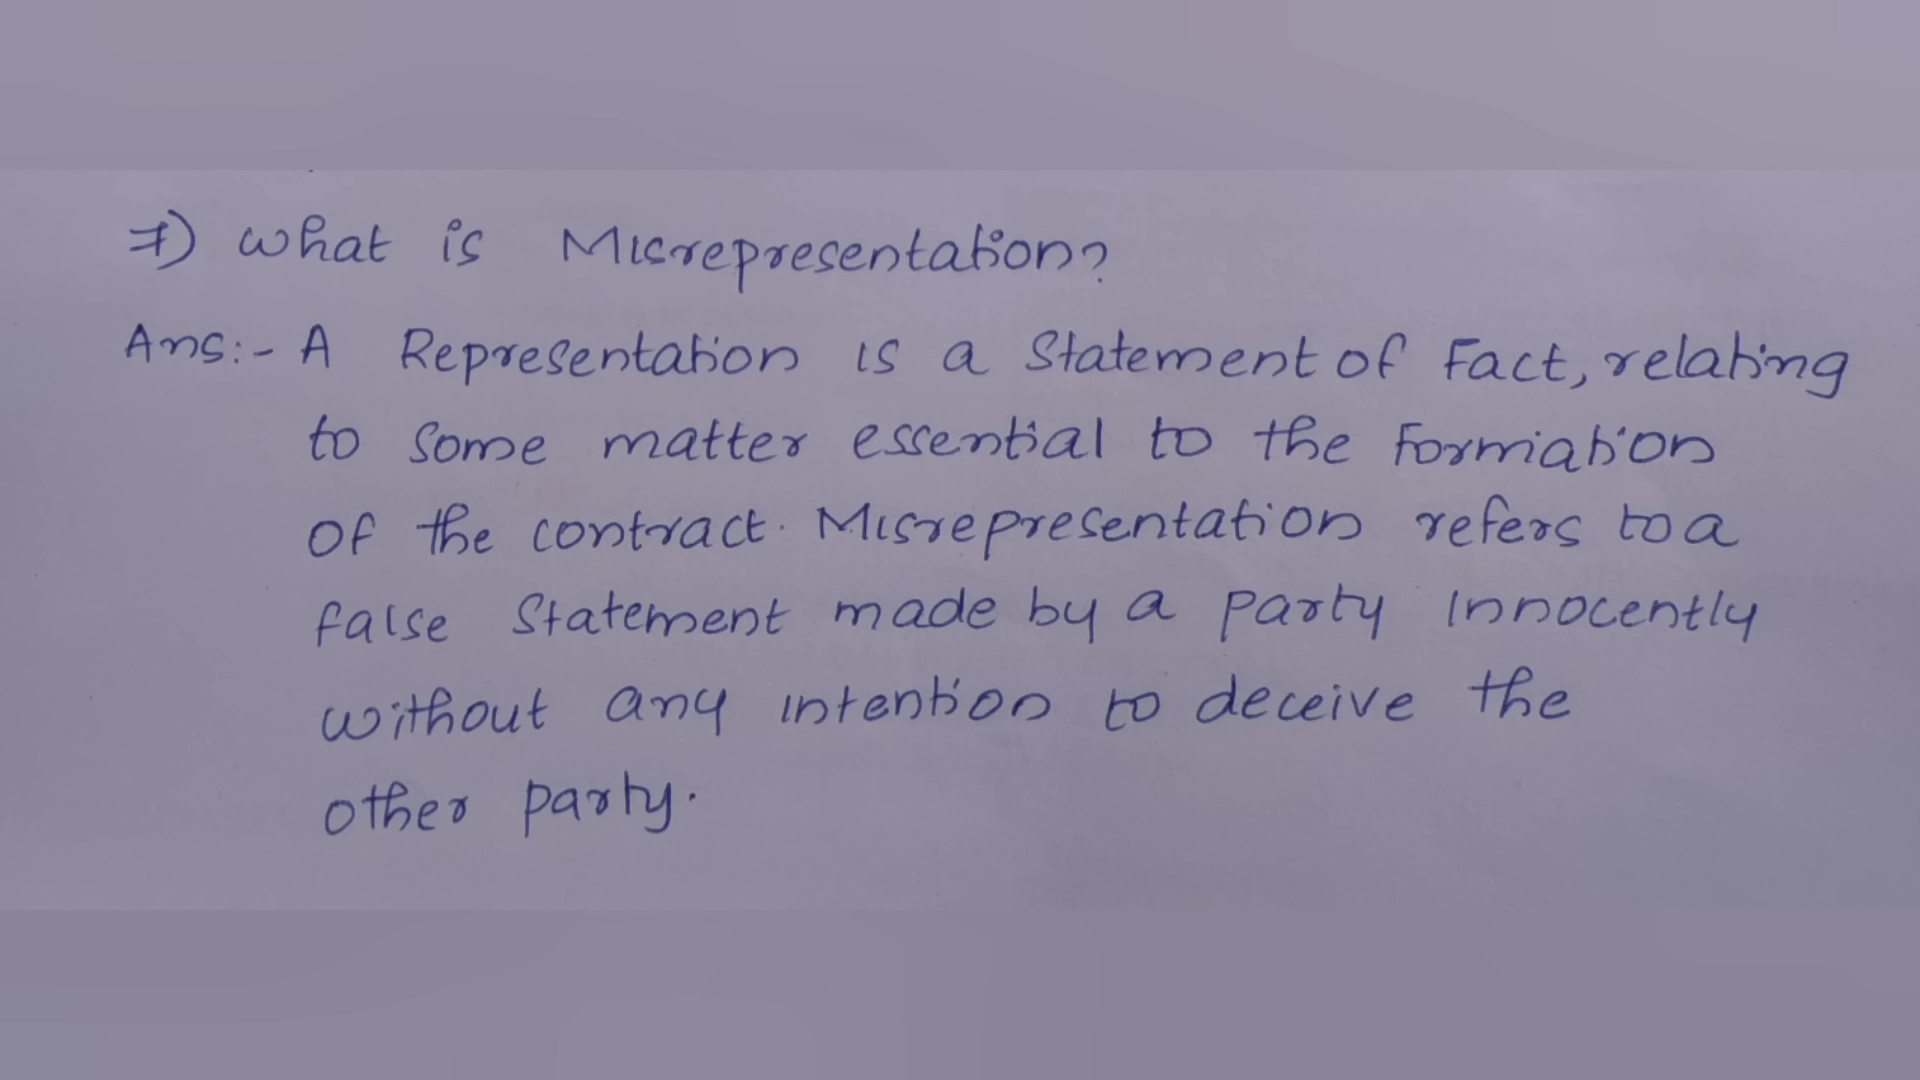 7) what is Misrepresentation?
Ans:- A Representation is a Statement of Fact, relating
to some matter essential to the Formiation
of the contract. Misrepresentation refers to a
false Statement made by a party Innocently
without any intention to deceive the
other party.